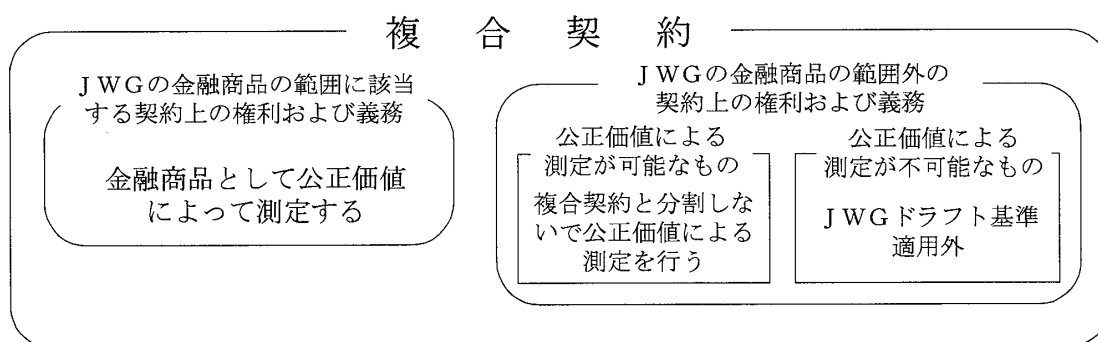 複合契約
JWGの金融商品の範囲に該当
する契約上の権利および義務
金融商品として公正価値
によって測定する
JWGの金融商品の範囲外の
契約上の権利および義務
公正価値による
測定が可能なもの
複合契約と分割しな
いで公正価値による
測定を行う
公正価値による
測定が不可能なもの
JWGドラフト基準
適用外